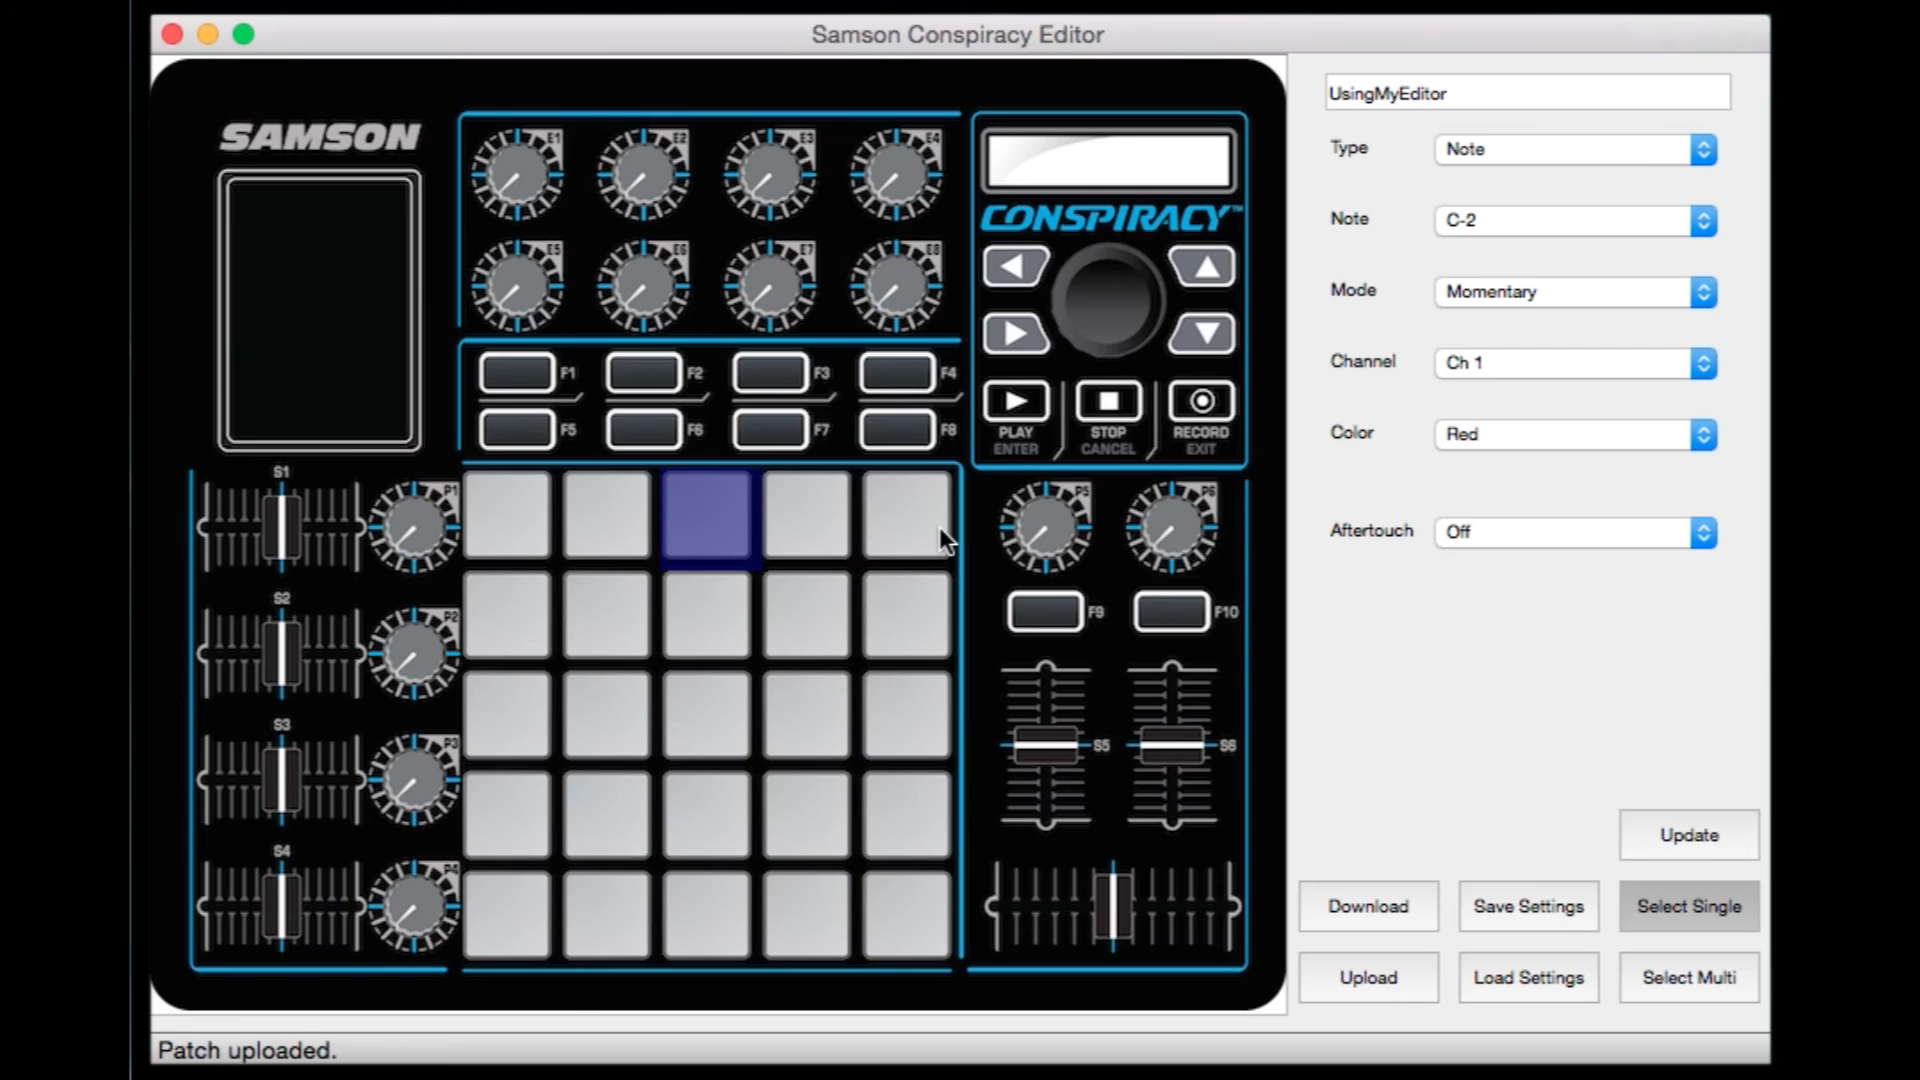 Samson Conspiracy Editor
SAMSON
E1 E2 E3 E4
E5 E6 E7 E8
F1 F2 F3 F4
F5 F6 F7 F8
CONSPIRACY™
PLAY STOP RECORD
ENTER CANCEL EXIT
S1 P1
S2 P2
S3 P3
S4 P4
P5 P6
F9 F10
S5 S6
UsingMyEditor
Type Note
Note C-2
Mode Momentary
Channel Ch 1
Color Red
Aftertouch Off
Update
Download Save Settings Select Single
Upload Load Settings Select Multi
Patch uploaded.